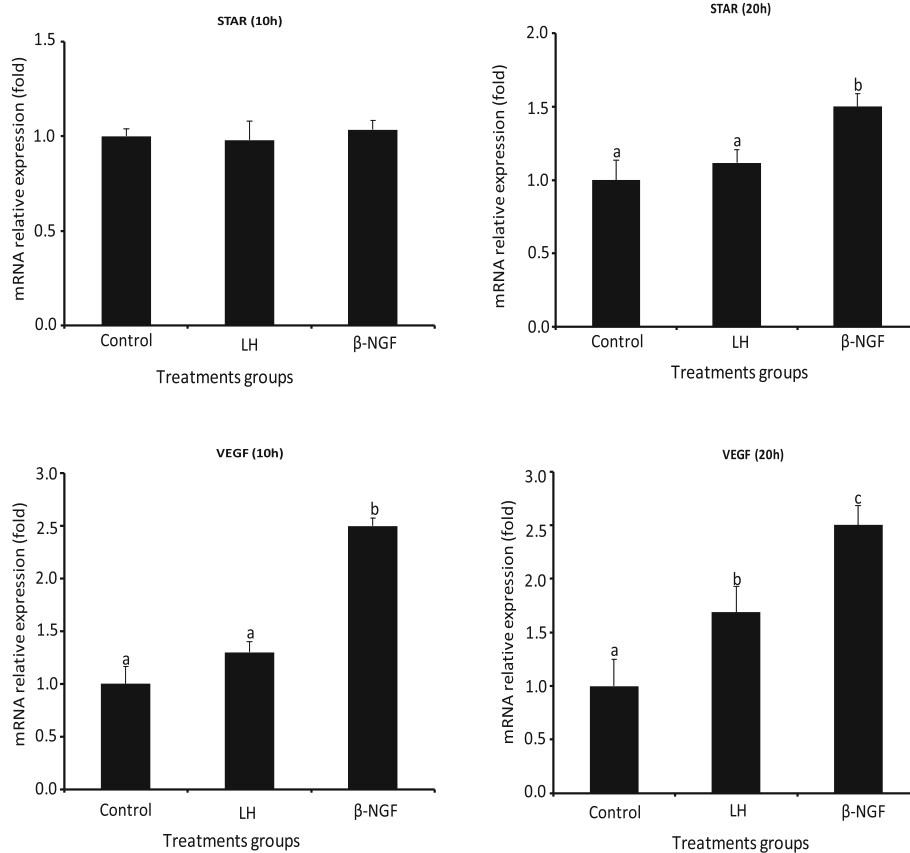 STAR (10h)
mRNA relative expression (fold)
1.5
1.0
0.5
0.0
Control
LH
β-NGF
Treatments groups
STAR (20h)
mRNA relative expression (fold)
2.0
1.5
1.0
0.5
0.0
a
a
b
Control
LH
β-NGF
Treatments groups
VEGF (10h)
mRNA relative expression (fold)
3.0
2.5
2.0
1.5
1.0
0.5
0.0
a
a
b
Control
LH
β-NGF
Treatments groups
VEGF (20h)
mRNA relative expression (fold)
3.0
2.5
2.0
1.5
1.0
0.5
0.0
a
b
c
Control
LH
β-NGF
Treatments groups